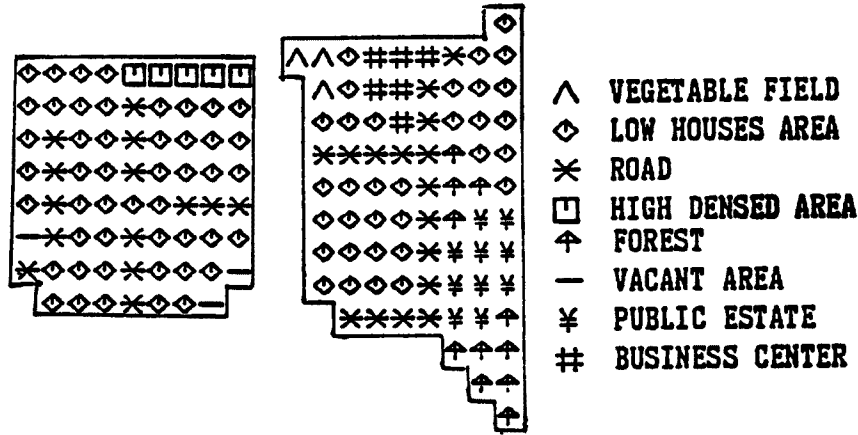 VEGETABLE FIELD
LOW HOUSES AREA
ROAD
HIGH DENSED AREA
FOREST
VACANT AREA
PUBLIC ESTATE
BUSINESS CENTER